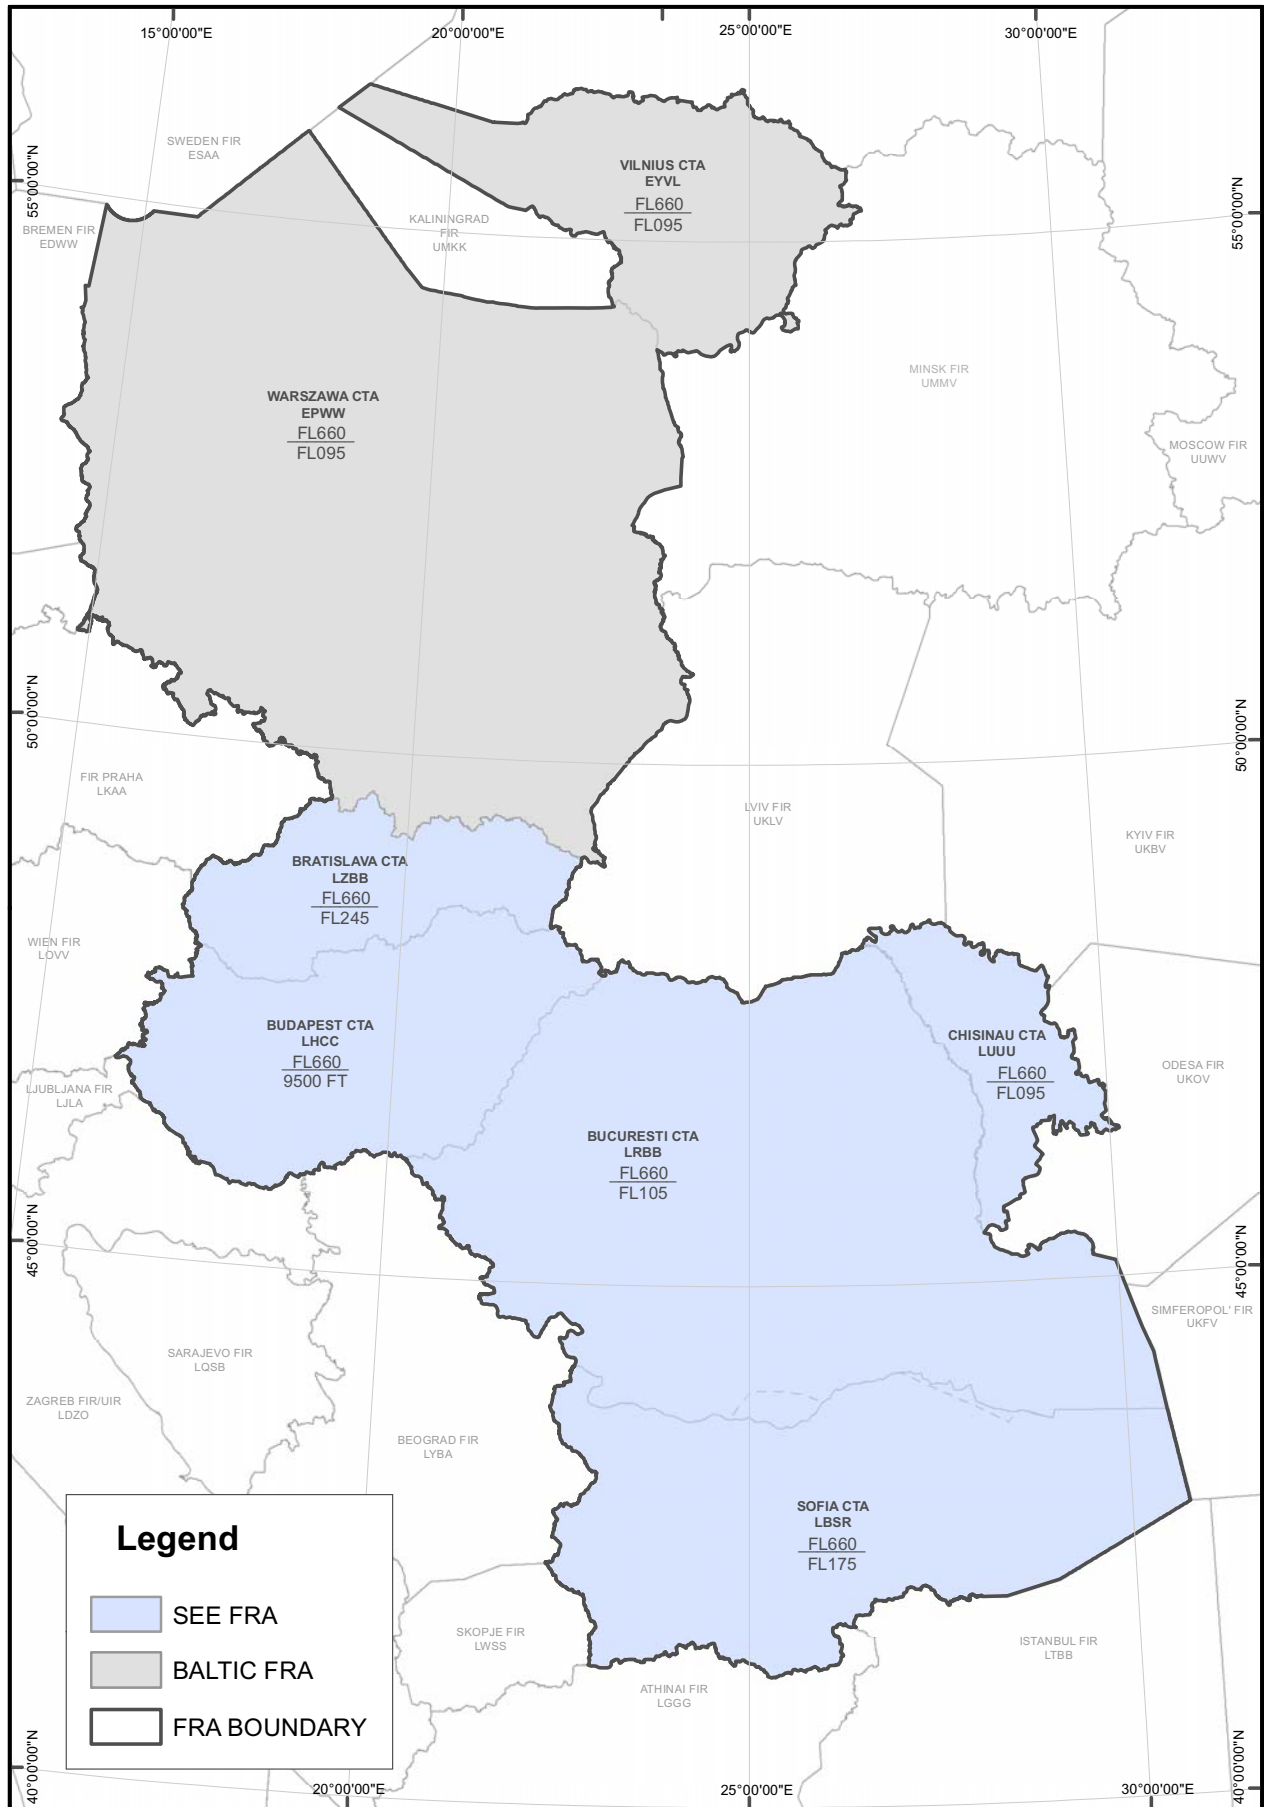 15°00'00"E
20°00'00"E
25°00'00"E
30°00'00"E
SWEDEN FIR
ESAA
VILNIUS CTA
EYVL
FL660
FL095
55°00'00"N
55°00'00"N
BREMEN FIR
EDWW
KALININGRAD
FIR
UMKK
MINSK FIR
UMMV
WARSZAWA CTA
EPWW
FL660
FL095
MOSCOW FIR
UUWV
50°00'00"N
50°00'00"N
FIR PRAHA
LKAA
LVIV FIR
UKLV
KYIV FIR
UKBV
BRATISLAVA CTA
LZBB
FL660
FL245
WIEN FIR
LOVV
BUDAPEST CTA
LHCC
FL660
9500 FT
CHISINAU CTA
LUUU
FL660
FL095
ODESA FIR
UKOV
LJUBLJANA FIR
LJLA
BUCURESTI CTA
LRBB
FL660
FL105
45°00'00"N
45°00'00"N
SIMFEROPOL' FIR
UKFV
SARAJEVO FIR
LQSB
ZAGREB FIR/UIR
LDZO
BEOGRAD FIR
LYBA
SOFIA CTA
LBSR
FL660
FL175
Legend
SEE FRA
BALTIC FRA
FRA BOUNDARY
SKOPJE FIR
LWSS
ISTANBUL FIR
LTBB
ATHINAI FIR
LGGG
40°00'00"N
40°00'00"N
20°00'00"E
25°00'00"E
30°00'00"E